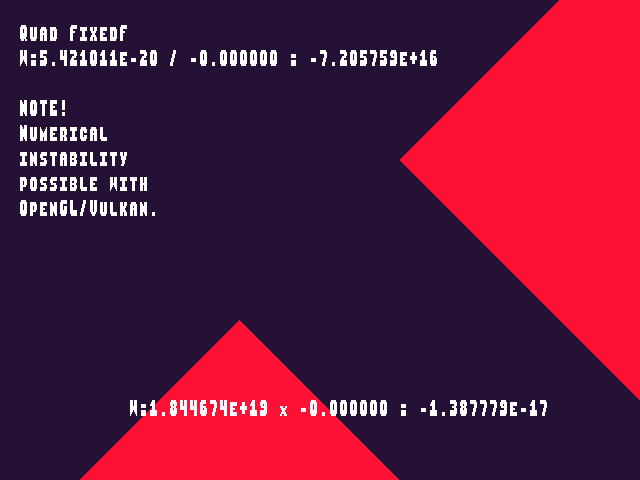 Quad fixedf
W:5.421011e-20 / -0.000000 : -7.205759e+16
NOTE!
Numerical
instability
possible with
OpenGL/Vulkan.
W:1.844674e+19 x -0.000000 : -1.387779e-17